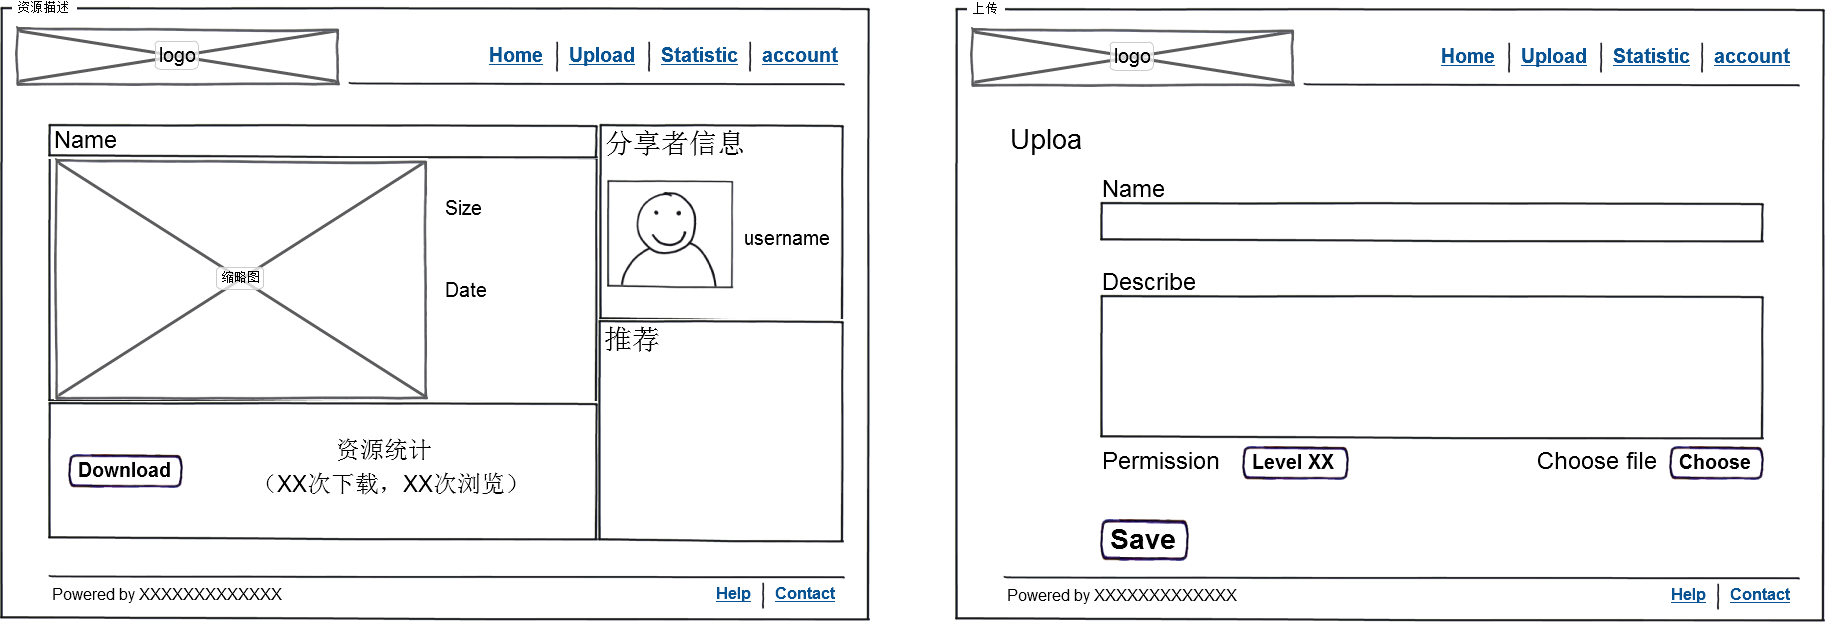 资源描述
logo
Home Upload Statistic account
Name
缩略图
Size
Date
分享者信息
username
推荐
Download
资源统计
（XX次下载，XX次浏览）
Powered by XXXXXXXXXXXXX
Help Contact
上传
logo
Home Upload Statistic account
Uploa
Name
Describe
Permission Level XX Choose file Choose
Save
Powered by XXXXXXXXXXXXX
Help Contact